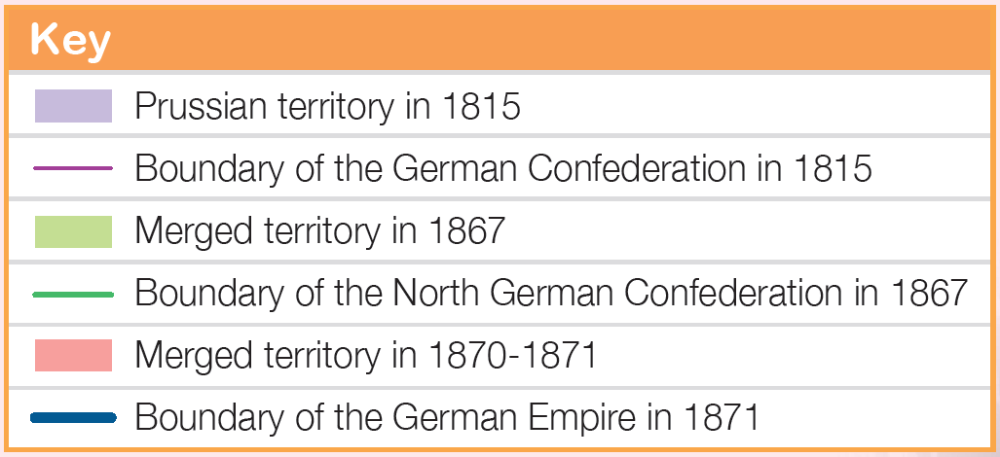 Key
Prussian territory in 1815
Boundary of the German Confederation in 1815
Merged territory in 1867
Boundary of the North German Confederation in 1867
Merged territory in 1870-1871
Boundary of the German Empire in 1871